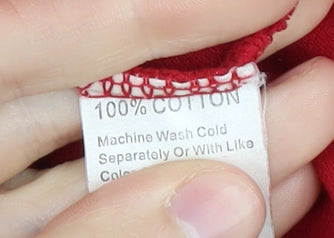 100% COTTON
Machine Wash Cold
Separately Or With Like